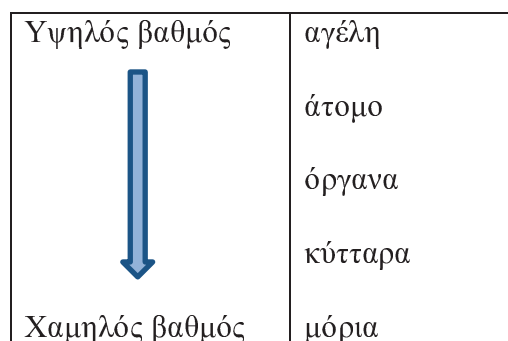 Υψηλός βαθμός αγέλη
άτομο
όργανα
κύτταρα
Χαμηλός βαθμός μόρια